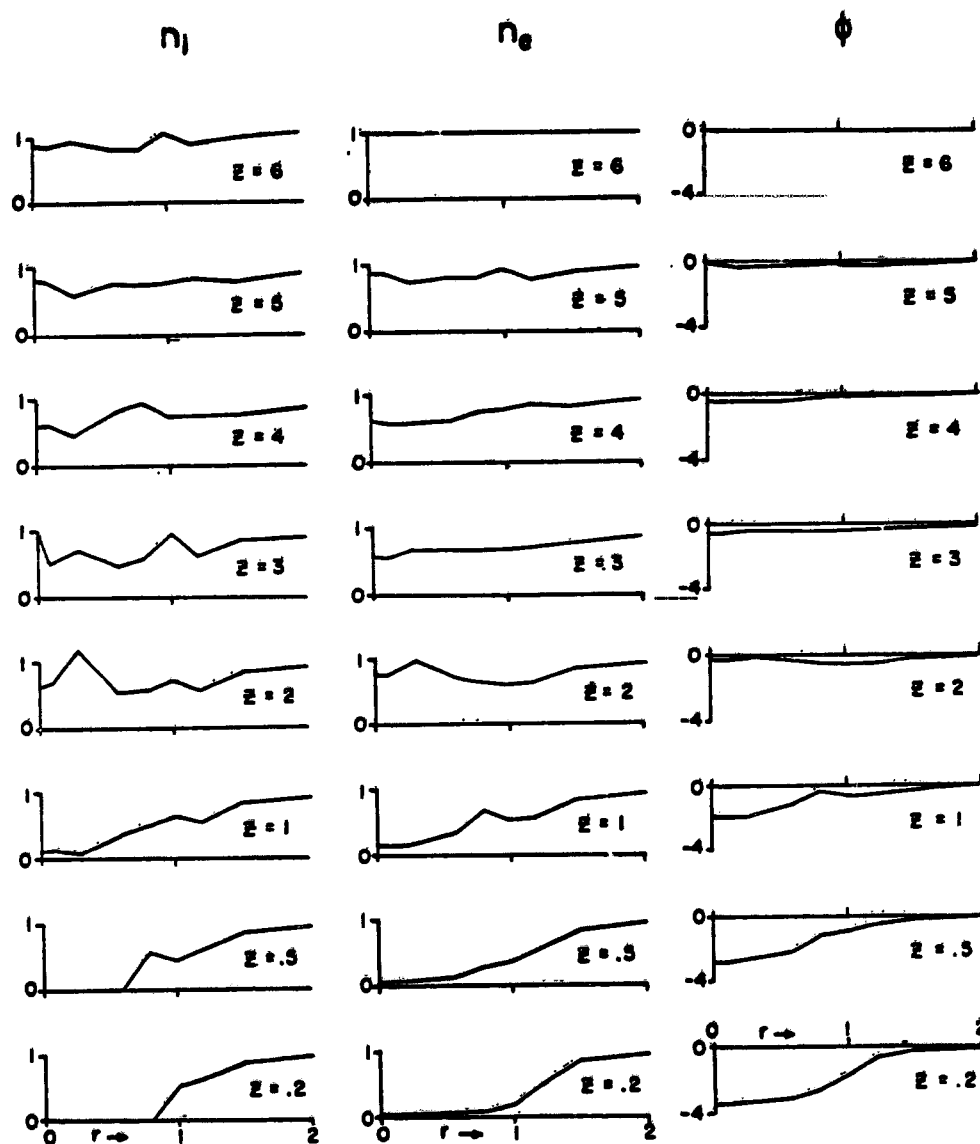 nᵢ nₑ ϕ
1 0 z = 6 1 0 z = 6 0 -4 z = 6
1 0 z = 5 1 0 z = 5 0 -4 z = 5
1 0 z = 4 1 0 z = 4 0 -4 z = 4
1 0 z = 3 1 0 z = .3 0 -4 z = 3
1 0 z = 2 1 0 z = 2 0 -4 z = 2
1 0 z = 1 1 0 z = 1 0 -4 z = 1
1 0 z = .5 1 0 z = .5 0 -4 z = .5
0 r → 1 2
1 0 z = .2 1 0 z = .2 0 -4 z = .2
0 r → 1 2 0 r → 1 2